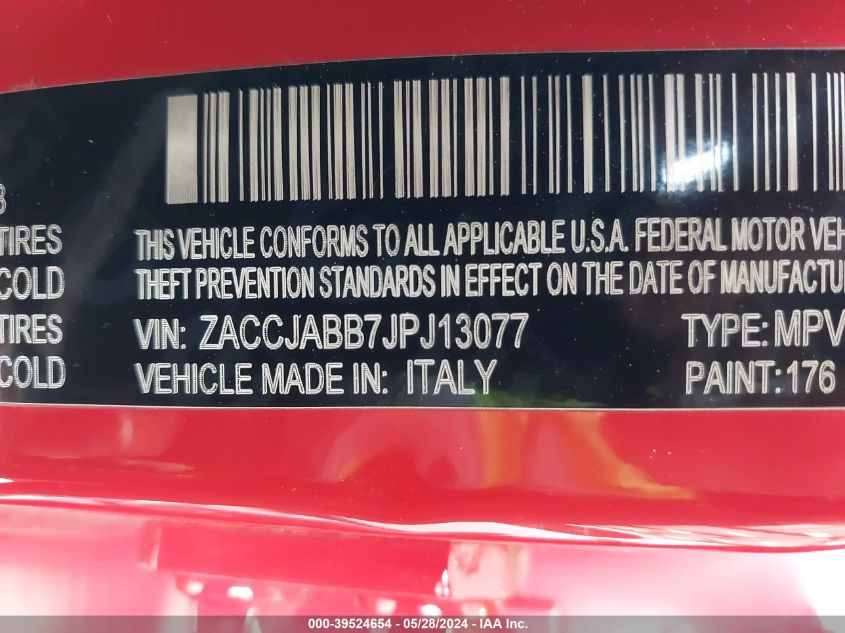 3
TIRES THIS VEHICLE CONFORMS TO ALL APPLICABLE U.S.A. FEDERAL MOTOR VEH
COLD THEFT PREVENTION STANDARDS IN EFFECT ON THE DATE OF MANUFACTUR
TIRES VIN: ZACCJABB7JPJ13077 TYPE: MPV
COLD VEHICLE MADE IN: ITALY PAINT: 176
000-39524654 - 05/28/2024 - IAA Inc.